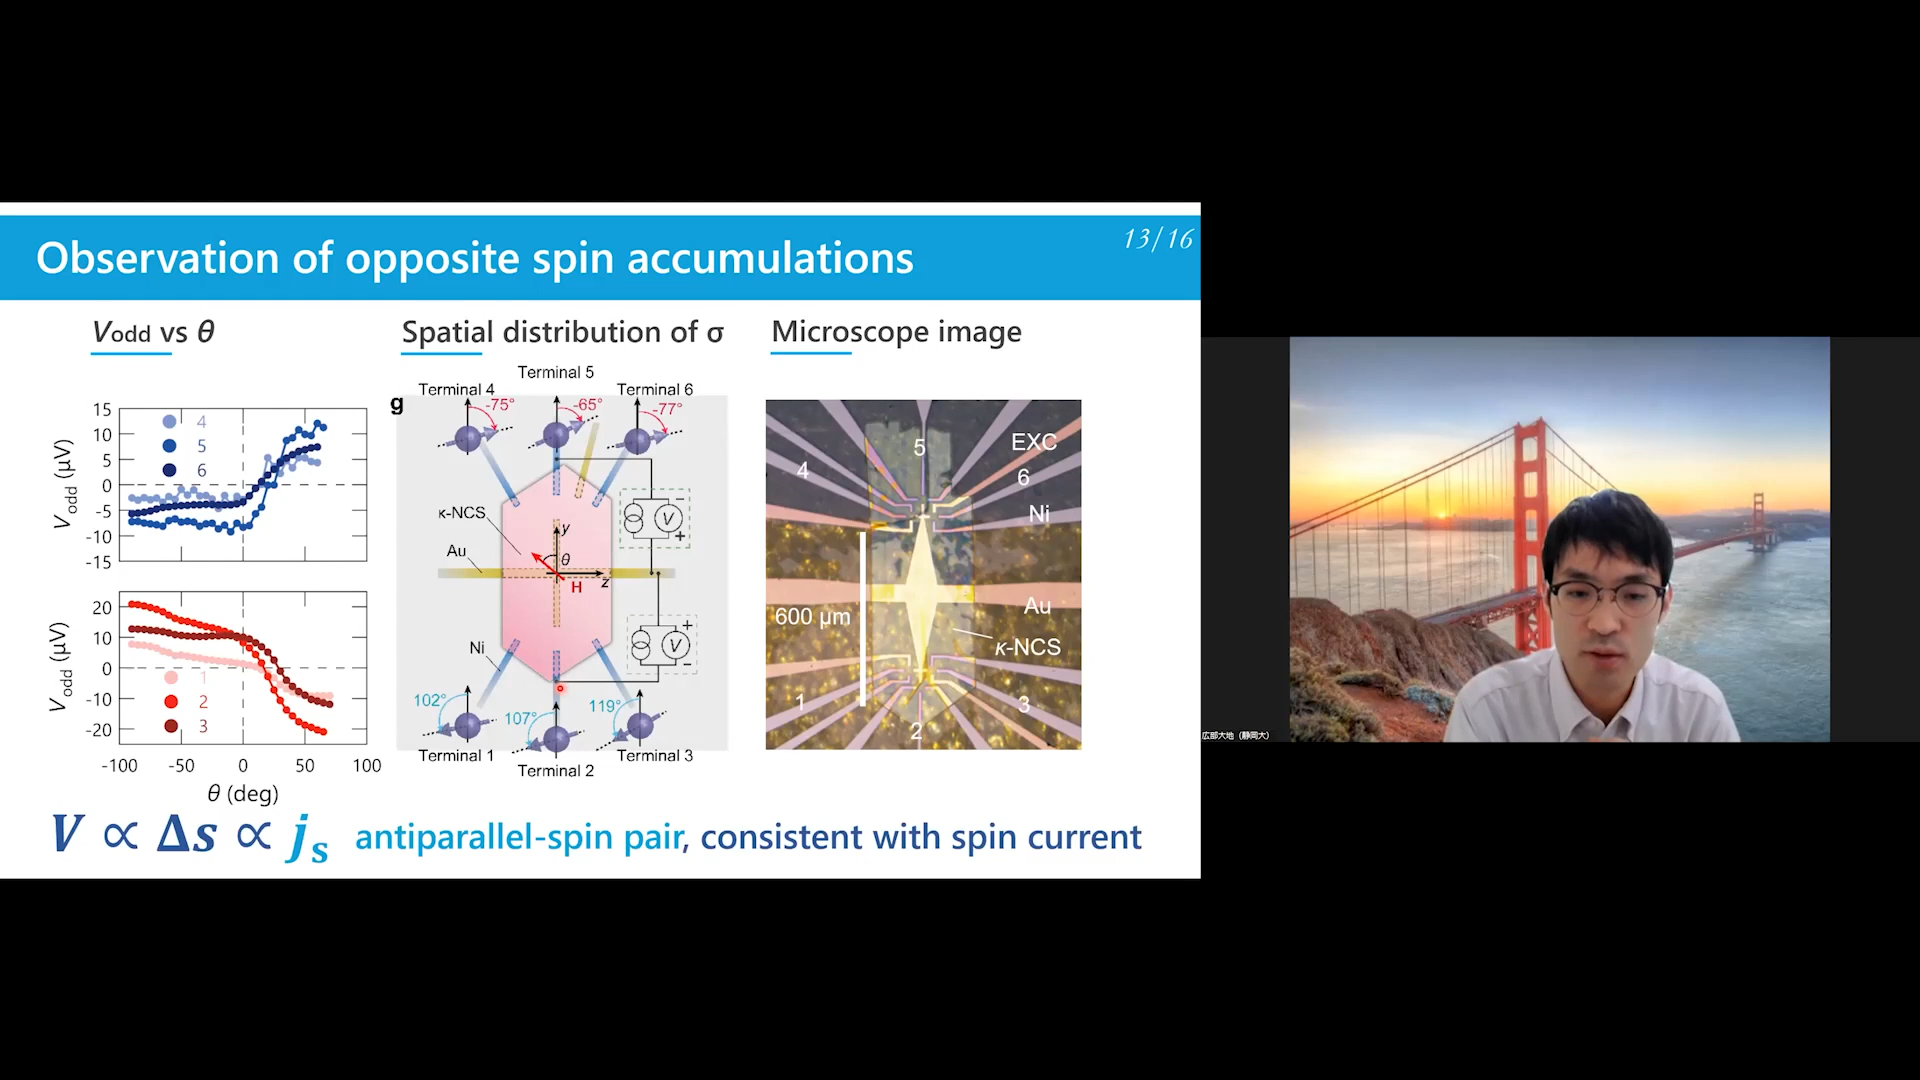 Observation of opposite spin accumulations
13/16
Vodd vs θ
Spatial distribution of σ
Microscope image
15
10
5
0
-5
-10
-15
Vodd (μV)
4
5
6
20
10
0
-10
-20
Vodd (μV)
1
2
3
-100 -50 0 50 100
θ (deg)
g
Terminal 4
Terminal 5
Terminal 6
-75°
-65°
-77°
κ-NCS
Au
y
θ
z
H
V
- +
+ -
V
Ni
102°
107°
119°
Terminal 1
Terminal 2
Terminal 3
5
EXC
4
6
Ni
600 μm
Au
κ-NCS
1
2
3
V ∝ Δs ∝ js antiparallel-spin pair, consistent with spin current
広部大地（静岡大）